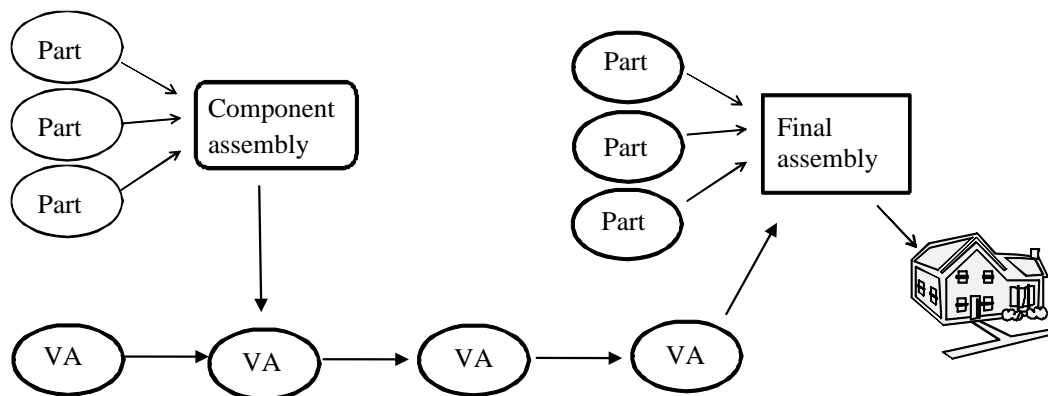 Part
Part
Part
Component
assembly
Part
Part
Part
Final
assembly
VA
VA
VA
VA